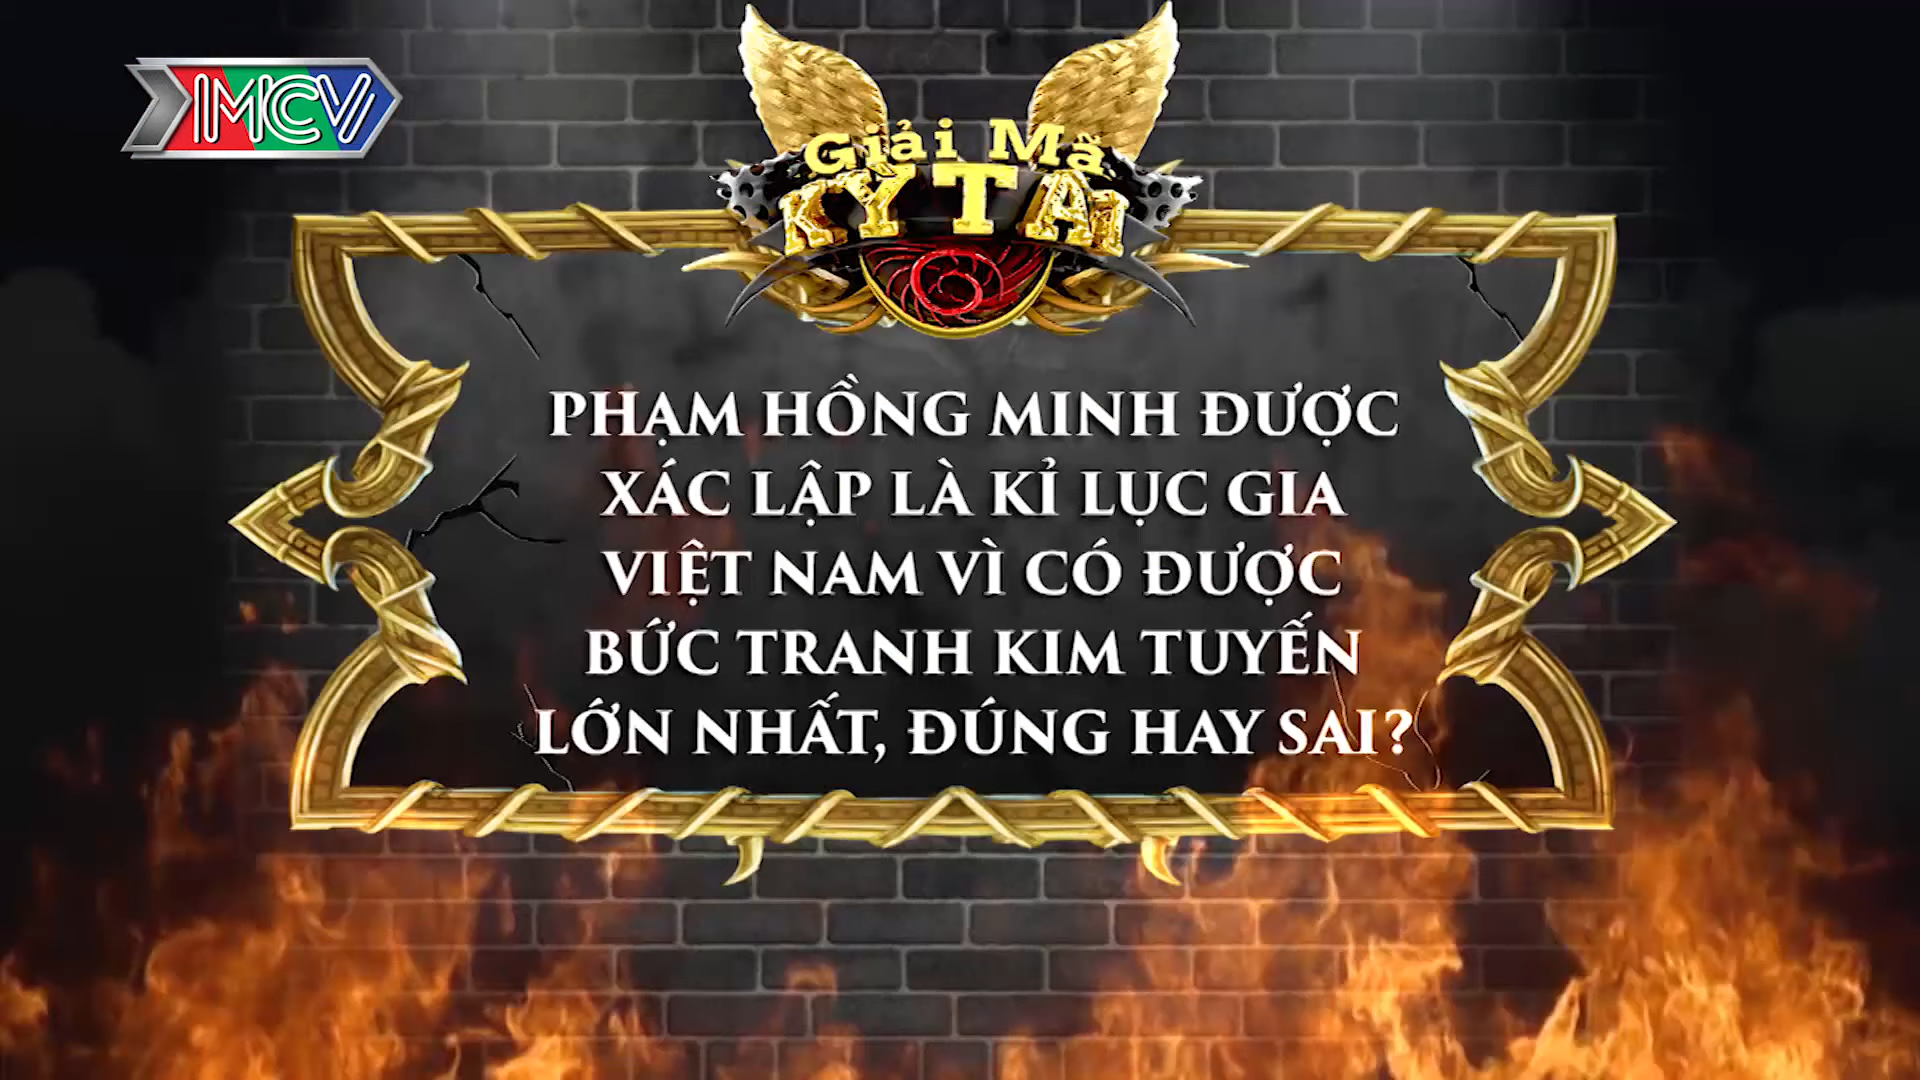 MCV
Giải Mã
KỲ TÀI
PHẠM HỒNG MINH ĐƯỢC
XÁC LẬP LÀ KỈ LỤC GIA
VIỆT NAM VÌ CÓ ĐƯỢC
BỨC TRANH KIM TUYẾN
LỚN NHẤT, ĐÚNG HAY SAI?